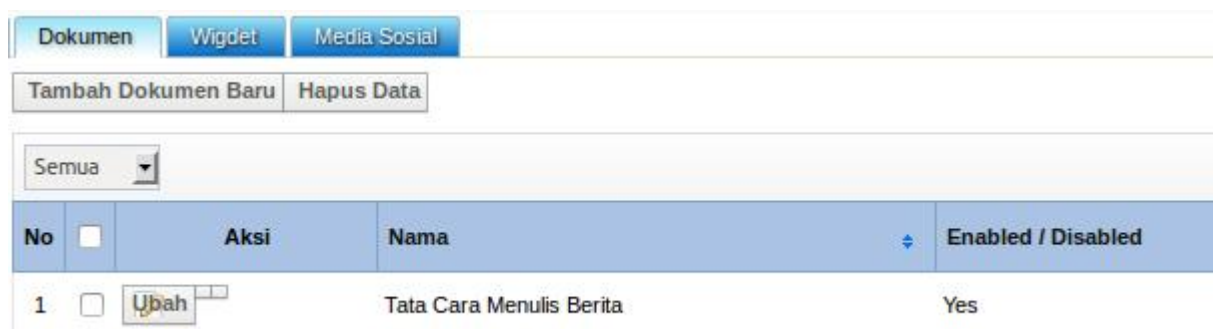 Dokumen Wigdet Media Sosial
Tambah Dokumen Baru Hapus Data
Semua
No Aksi Nama Enabled / Disabled
1 Ubah Tata Cara Menulis Berita Yes